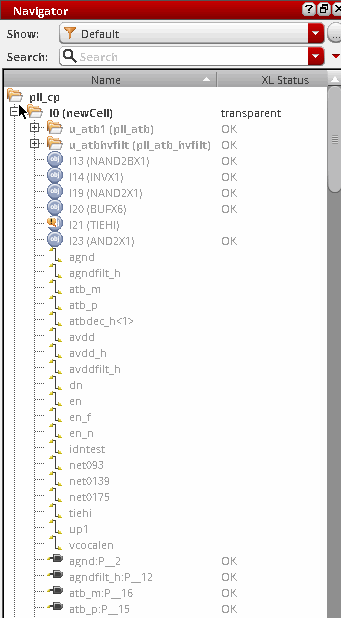 Navigator
Show: Default
Search: Search
Name XL Status
pll_cp
I0 (newCell) transparent
u_atb1 (pll_atb) OK
u_atbhvfilt (pll_atb_hvfilt) OK
I13 (NAND2BX1) OK
I14 (INVX1) OK
I19 (NAND2X1) OK
I20 (BUFX6) OK
I21 (TIEHI)
I23 (AND2X1) OK
agnd
agndfilt_h
atb_m
atb_p
atbdec_h<1>
avdd
avdd_h
avddfilt_h
dn
en
en_f
en_n
idntest
net093
net0139
net0175
tiehi
up1
vcocalen
agnd:P__2 OK
agndfilt_h:P__12 OK
atb_m:P__16 OK
atb_p:P__15 OK